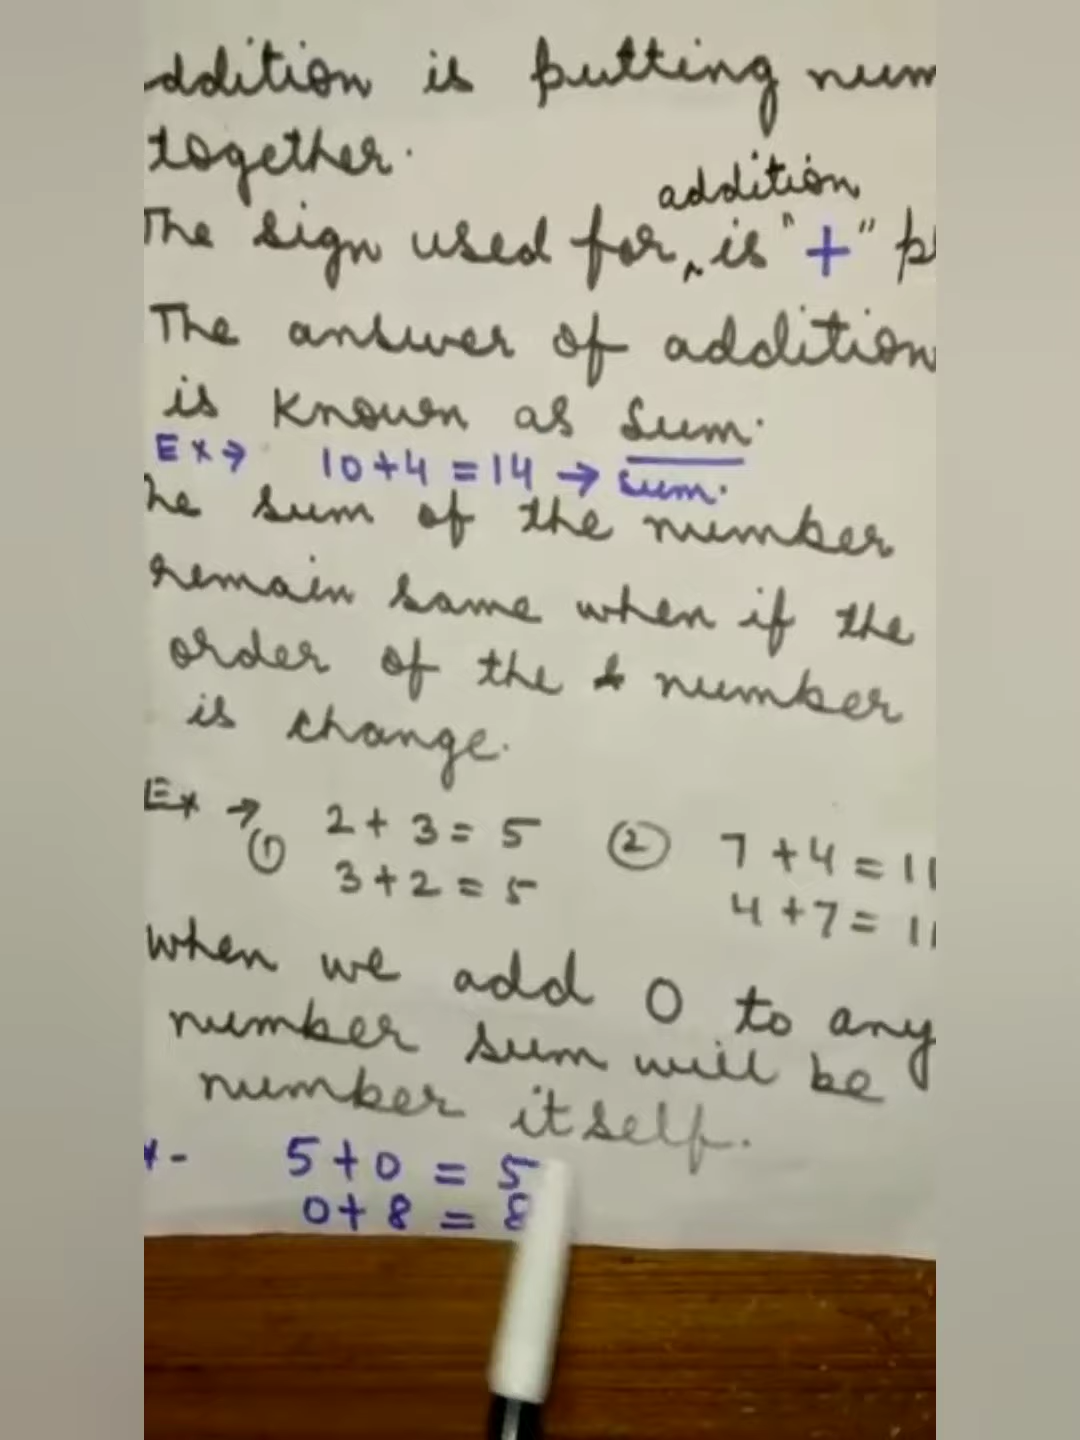 ddition is putting num
together.
addition
The sign used for is "+" p
The answer of addition
is known as Sum.
Ex → 10+4 = 14 → Sum.
he sum of the number
remain same when if the
order of the number
is change.
Ex → ① 2 + 3 = 5 ② 7 + 4 = 11
3 + 2 = 5 4 + 7 = 11
when we add 0 to any
number sum will be
number itself.
x - 5 + 0 = 5
0 + 8 = 8